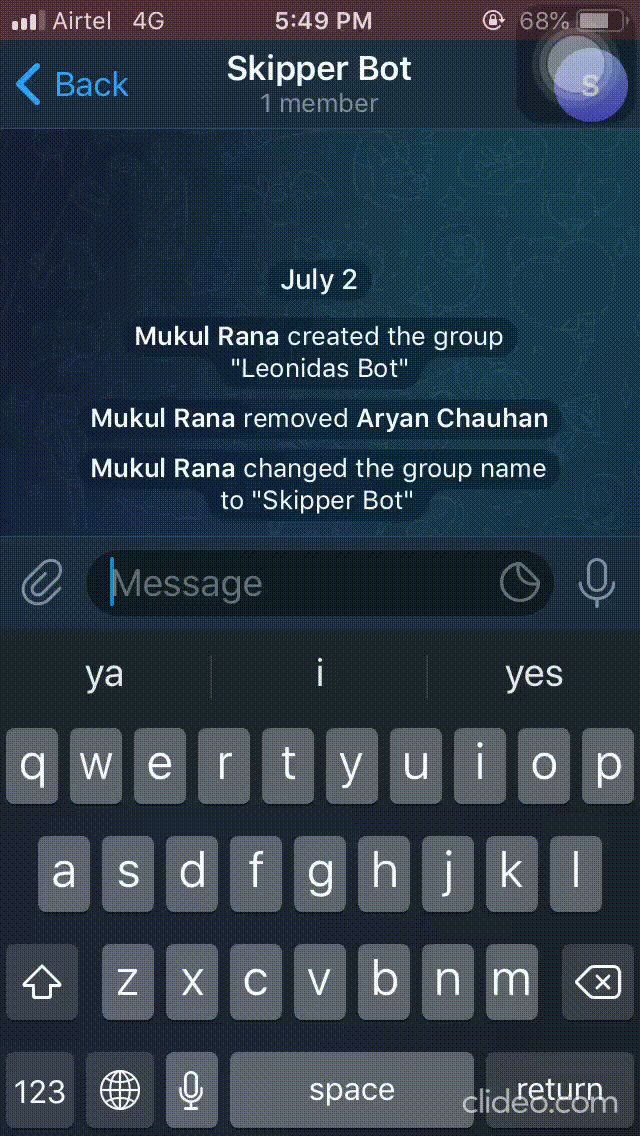 Airtel 4G 5:49 PM 68%
Back Skipper Bot S
1 member
July 2
Mukul Rana created the group
"Leonidas Bot"
Mukul Rana removed Aryan Chauhan
Mukul Rana changed the group name
to "Skipper Bot"
Message
ya i yes
q w e r t y u i o p
a s d f g h j k l
z x c v b n m
123 space return
clideo.com